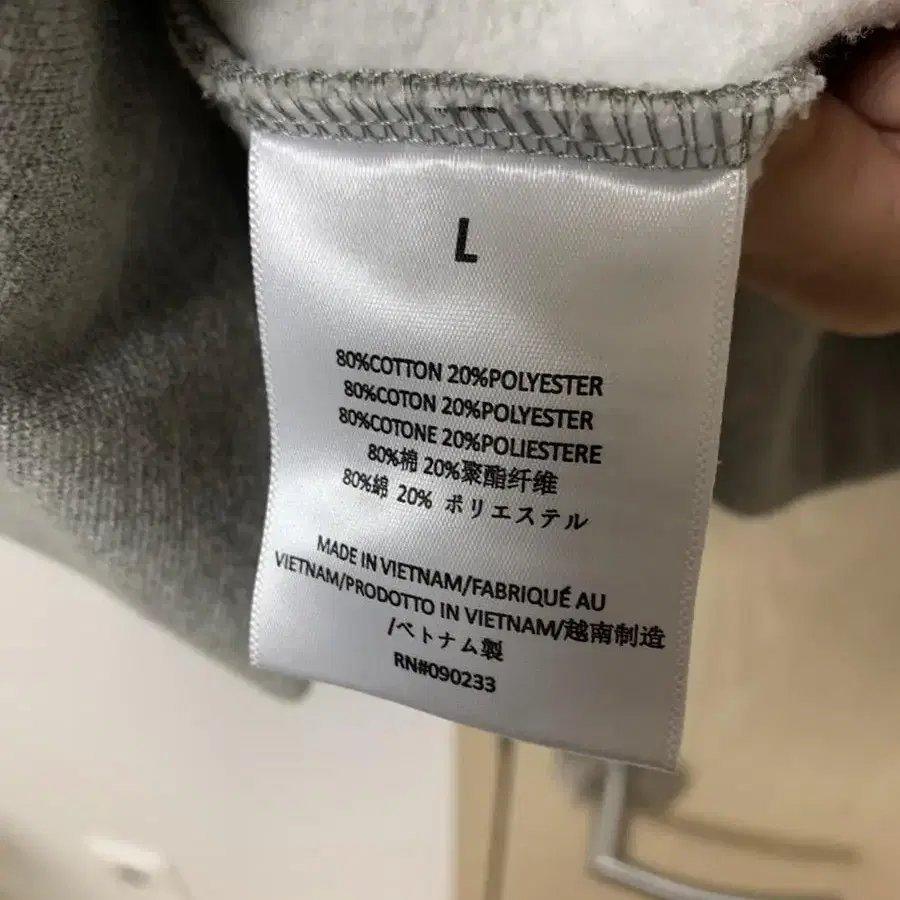 L
80%COTTON 20%POLYESTER
80%COTON 20%POLYESTER
80%COTONE 20%POLIESTERE
80%棉 20%聚酯纤维
80%綿 20% ポリエステル
MADE IN VIETNAM/FABRIQUÉ AU
VIETNAM/PRODOTTO IN VIETNAM/越南制造
/ベトナム製
RN#090233